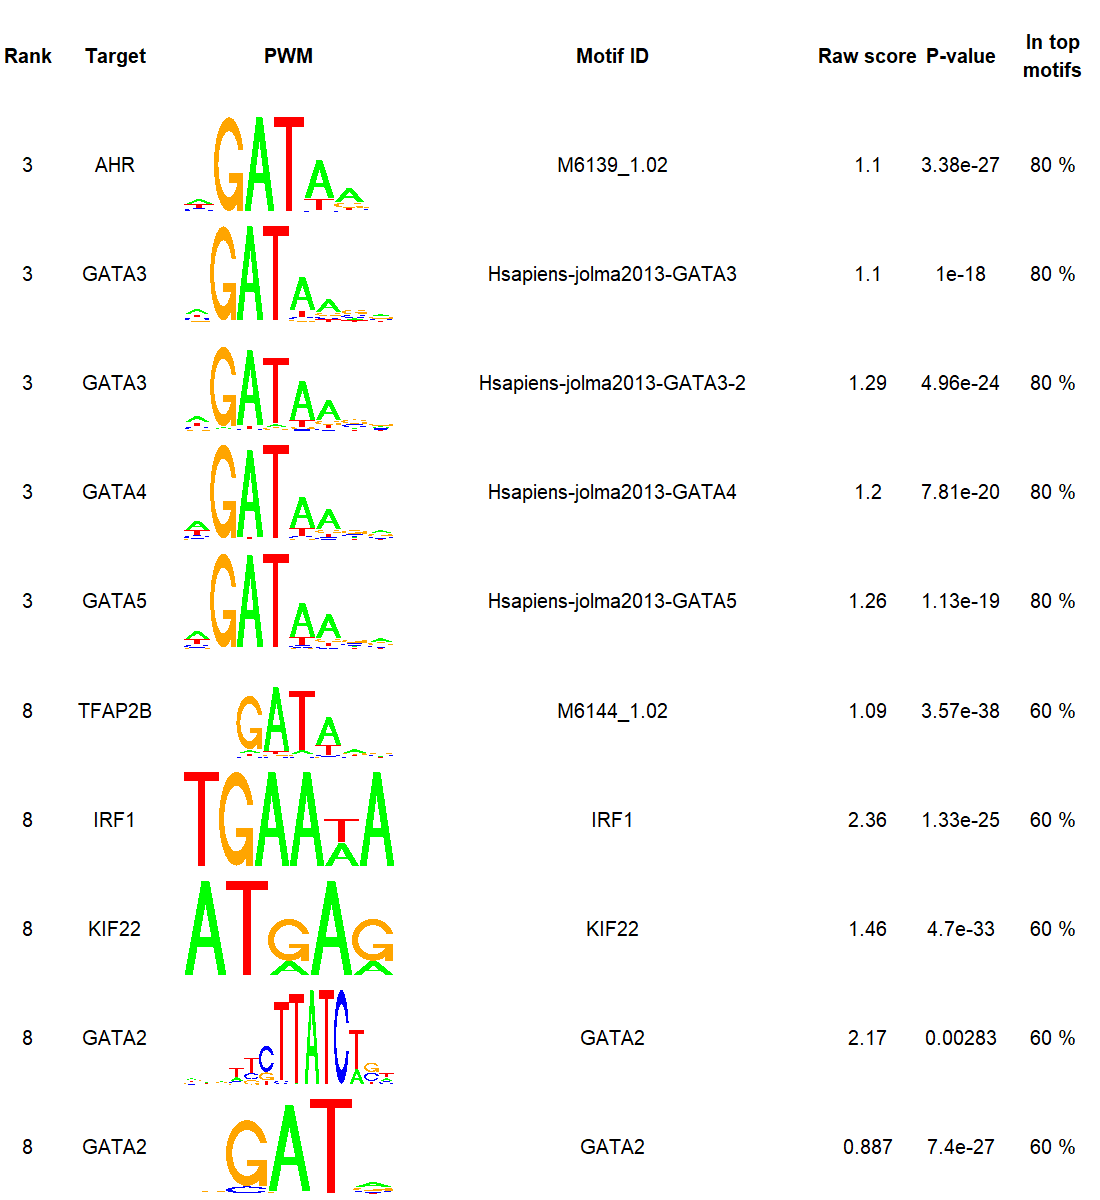 Rank Target PWM Motif ID Raw score P-value In top motifs
3 AHR GATAA M6139_1.02 1.1 3.38e-27 80 %
3 GATA3 GATAA Hsapiens-jolma2013-GATA3 1.1 1e-18 80 %
3 GATA3 GATAA Hsapiens-jolma2013-GATA3-2 1.29 4.96e-24 80 %
3 GATA4 GATAA Hsapiens-jolma2013-GATA4 1.2 7.81e-20 80 %
3 GATA5 GATAA Hsapiens-jolma2013-GATA5 1.26 1.13e-19 80 %
8 TFAP2B GATA M6144_1.02 1.09 3.57e-38 60 %
8 IRF1 TGAATA IRF1 2.36 1.33e-25 60 %
8 KIF22 ATGAG KIF22 1.46 4.7e-33 60 %
8 GATA2 TTCTTATCT GATA2 2.17 0.00283 60 %
8 GATA2 GAT GATA2 0.887 7.4e-27 60 %